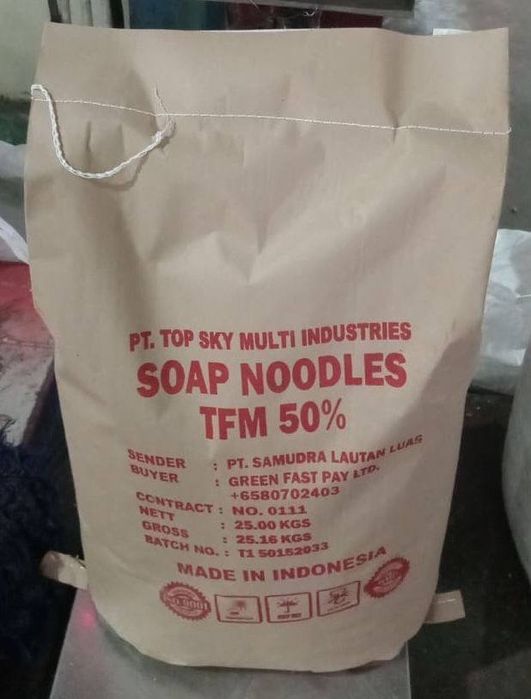 PT. TOP SKY MULTI INDUSTRIES
SOAP NOODLES
TFM 50%
SENDER : PT. SAMUDRA LAUTAN LUAS
BUYER : GREEN FAST PAY LTD.
+6580702403
CONTRACT : NO. 0111
NETT : 25.00 KGS
GROSS : 25.16 KGS
BATCH NO. : T1 50152033
MADE IN INDONESIA
ISO 9001